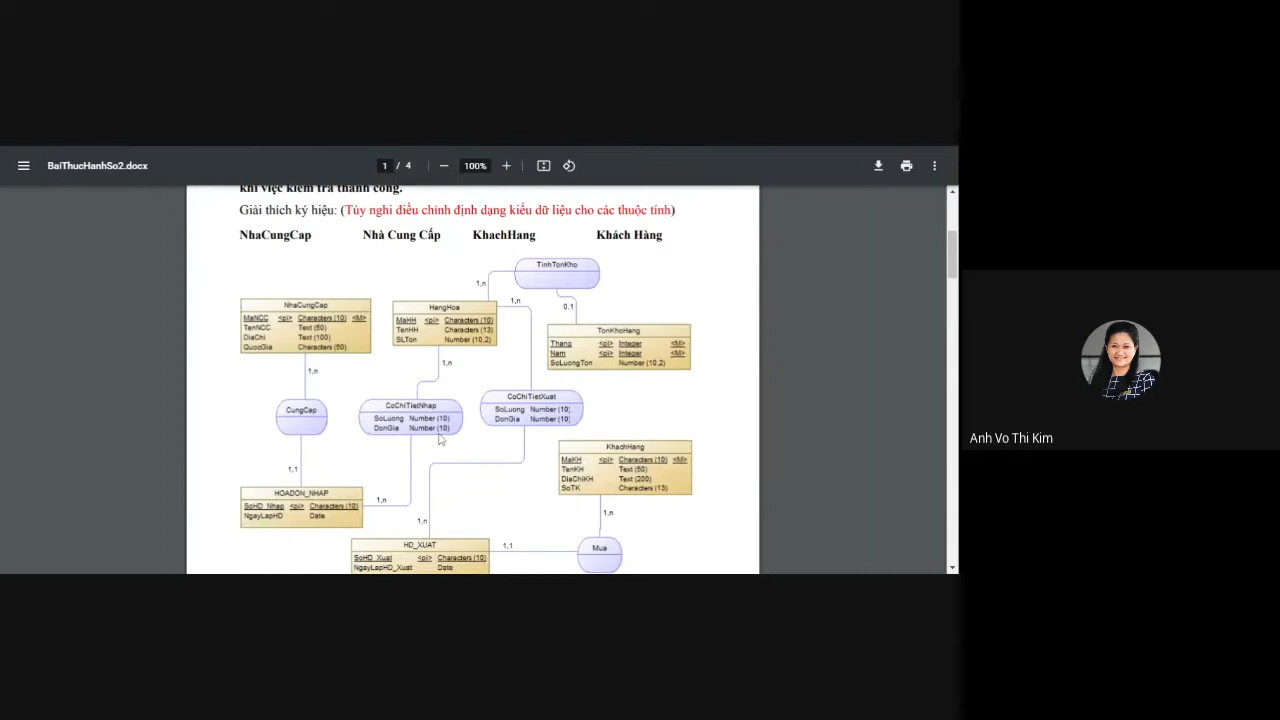 BaiThucHanhSo2.docx
1 / 4
100%
khi việc kiểm tra thành công.
Giải thích ký hiệu: (Tùy nghi điều chỉnh định dạng kiểu dữ liệu cho các thuộc tính)
NhaCungCap Nhà Cung Cấp KhachHang Khách Hàng
TinhTonKho
1,n
1,n
0,1
NhaCungCap
MaNCC <pi> Characters (10) <M>
TenNCC Text (50)
DiaChi Text (100)
QuocGia Characters (50)
HangHoa
MaHH <pi> Characters (10)
TenHH Characters (13)
SLTon Number (10,2)
TonKhoHang
Thang <pi> Integer <M>
Nam <pi> Integer <M>
SoLuongTon Number (10,2)
1,n
1,n
CungCap
CoChiTietNhap
SoLuong Number (10)
DonGia Number (10)
CoChiTietXuat
SoLuong Number (10)
DonGia Number (10)
KhachHang
MaKH <pi> Characters (10) <M>
TenKH Text (50)
DiaChiKH Text (200)
SoTK Characters (13)
1,1
HOADON_NHAP
SoHD_Nhap <pi> Characters (10)
NgayLapHD Date
1,n
1,n
1,n
HD_XUAT
SoHD_Xuat <pi> Characters (10)
NgayLapHD_Xuat Date
1,1
Mua
Anh Vo Thi Kim